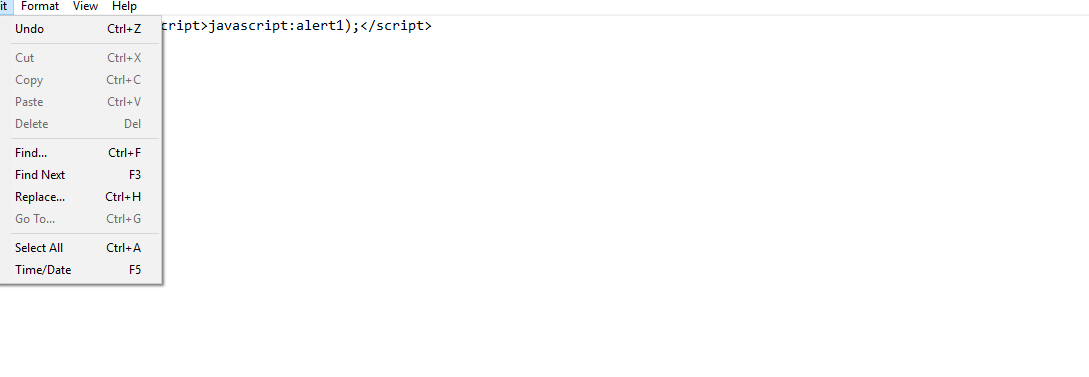 it Format View Help
cript>javascript:alert1);</script>
Undo Ctrl+Z
Cut Ctrl+X
Copy Ctrl+C
Paste Ctrl+V
Delete Del
Find... Ctrl+F
Find Next F3
Replace... Ctrl+H
Go To... Ctrl+G
Select All Ctrl+A
Time/Date F5